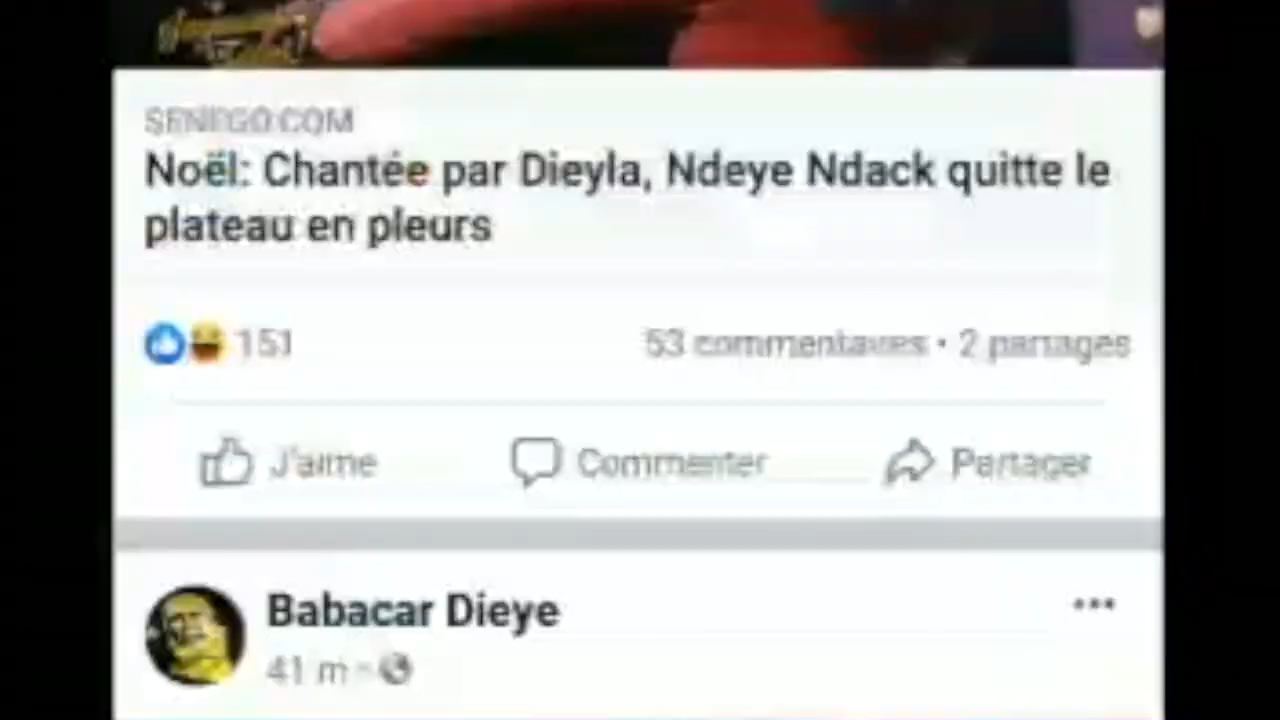 SENEGO.COM
Noël: Chantée par Dieyla, Ndeye Ndack quitte le
plateau en pleurs
151
53 commentaires • 2 partages
J'aime
Commenter
Partager
Babacar Dieye
41 m